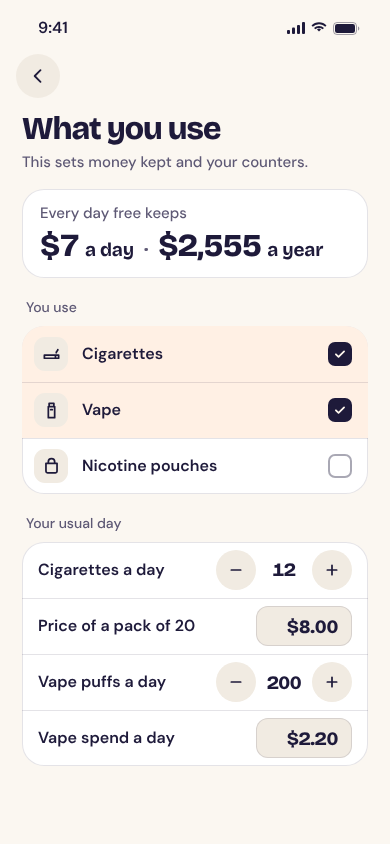 9:41
What you use
This sets money kept and your counters.
Every day free keeps
$7 a day · $2,555 a year
You use
Cigarettes
Vape
Nicotine pouches
Your usual day
Cigarettes a day − 12 +
Price of a pack of 20 $8.00
Vape puffs a day − 200 +
Vape spend a day $2.20